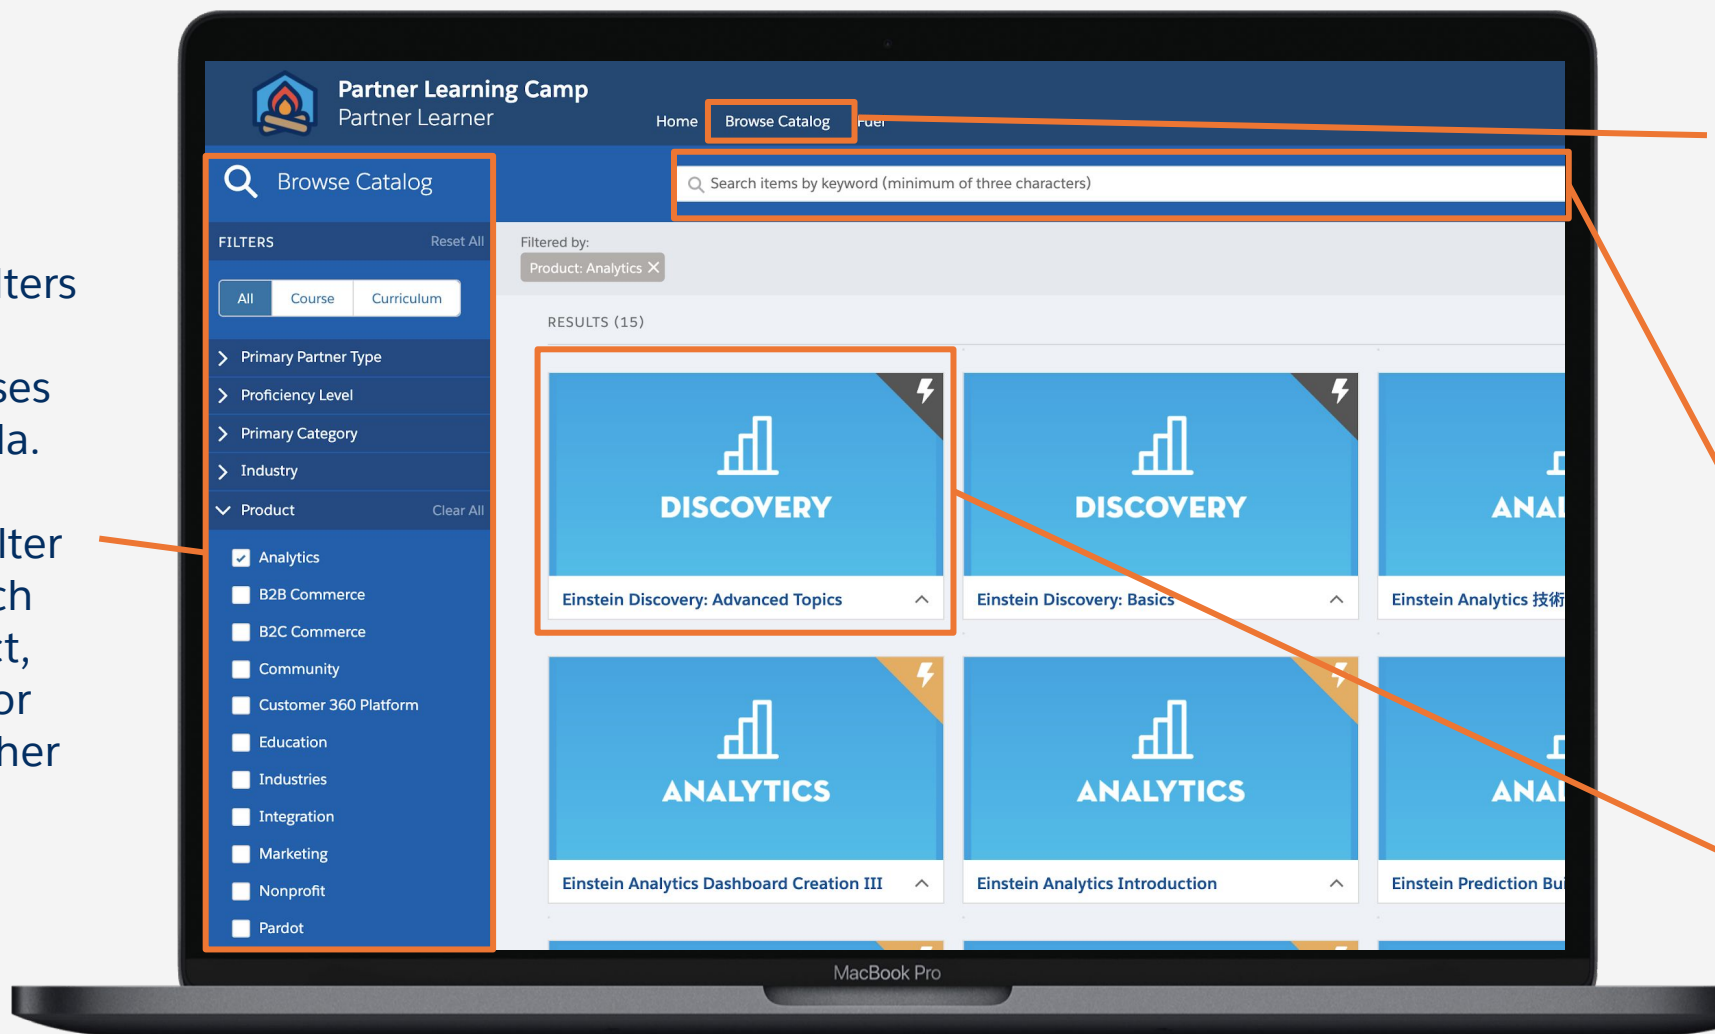 Partner Learning Camp
Partner Learner
Home Browse Catalog Fuel
Browse Catalog
Search items by keyword (minimum of three characters)
FILTERS Reset All
All Course Curriculum
Primary Partner Type
Proficiency Level
Primary Category
Industry
Product Clear All
Analytics
B2B Commerce
B2C Commerce
Community
Customer 360 Platform
Education
Industries
Integration
Marketing
Nonprofit
Pardot
Filtered by:
Product: Analytics
RESULTS (15)
DISCOVERY
DISCOVERY
Einstein Discovery: Advanced Topics
Einstein Discovery: Basics
Einstein Analytics 技術
ANALYTICS
ANALYTICS
Einstein Analytics Dashboard Creation III
Einstein Analytics Introduction
Einstein Prediction
MacBook Pro
or